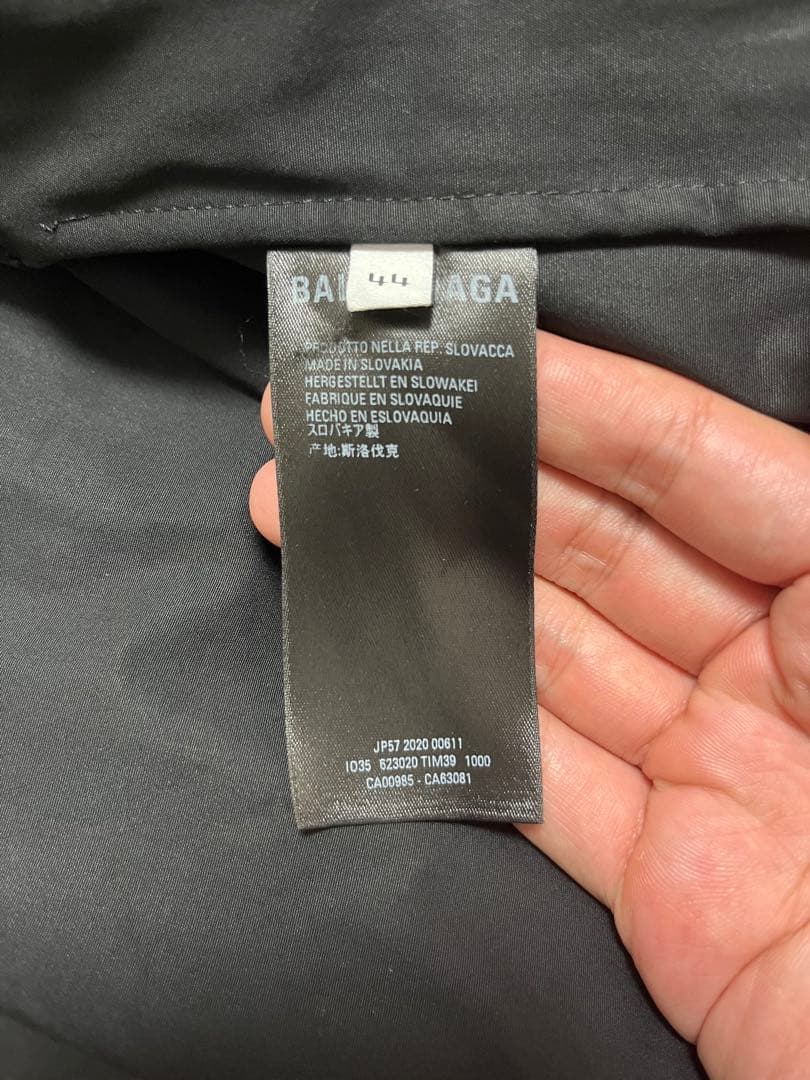 44
BAL AGA
PRODOTTO NELLA REP. SLOVACCA
MADE IN SLOVAKIA
HERGESTELLT EN SLOWAKEI
FABRIQUE EN SLOVAQUIE
HECHO EN ESLOVAQUIA
スロバキア製
产地:斯洛伐克
JP57 2020 00611
IO35 623020 TIM39 1000
CA00985 - CA63081